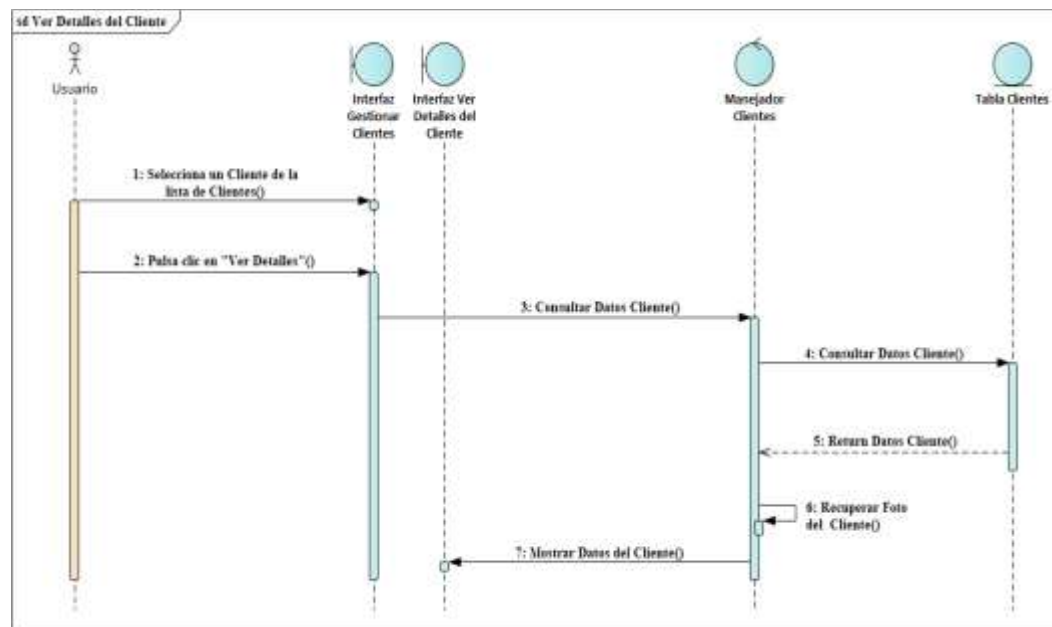 sd Ver Detalles del Cliente
Usuario
Interfaz
Gestionar
Clientes
Interfaz Ver
Detalles del
Cliente
Manejador
Clientes
Tabla Clientes
1: Selecciona un Cliente de la
lista de Clientes()
2: Pulsa clic en "Ver Detalles"()
3: Consultar Datos Cliente()
4: Consultar Datos Cliente()
5: Return Datos Cliente()
6: Recuperar Foto
del Cliente()
7: Mostrar Datos del Cliente()